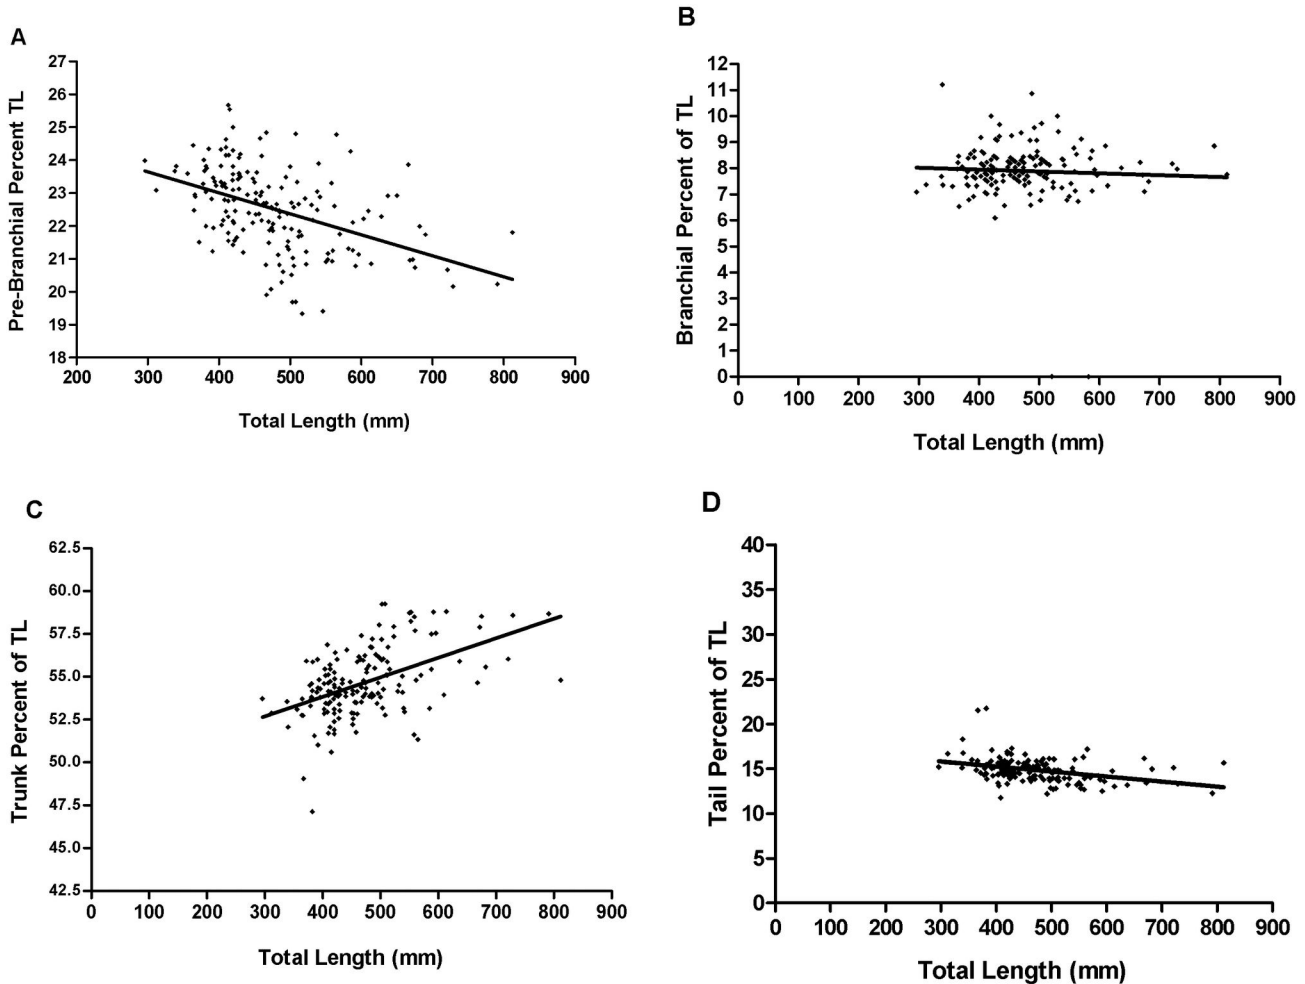 A
Pre-Branchial Percent TL
27
26
25
24
23
22
21
20
19
18
200 300 400 500 600 700 800 900
Total Length (mm)
B
Branchial Percent of TL
12
11
10
9
8
7
6
5
4
3
2
1
0
0 100 200 300 400 500 600 700 800 900
Total Length (mm)
C
Trunk Percent of TL
62.5
60.0
57.5
55.0
52.5
50.0
47.5
45.0
42.5
0 100 200 300 400 500 600 700 800 900
Total Length (mm)
D
Tail Percent of TL
40
35
30
25
20
15
10
5
0
0 100 200 300 400 500 600 700 800 900
Total Length (mm)